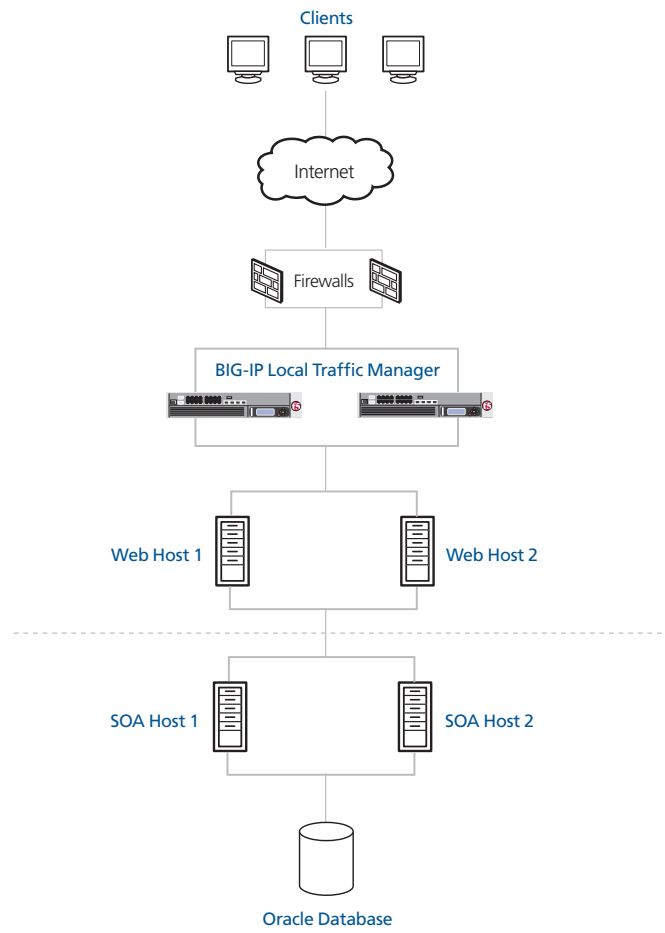 Clients
Internet
Firewalls
BIG-IP Local Traffic Manager
Web Host 1
Web Host 2
SOA Host 1
SOA Host 2
Oracle Database